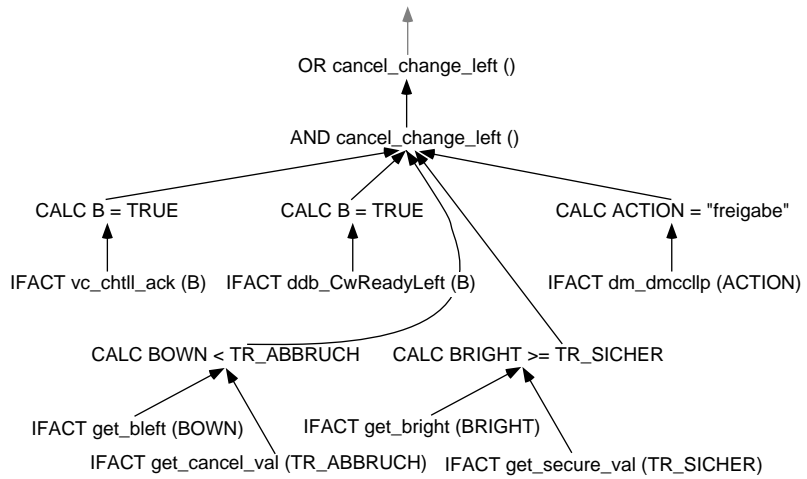 OR cancel_change_left ()
AND cancel_change_left ()
CALC B = TRUE
CALC B = TRUE
CALC ACTION = "freigabe"
IFACT vc_chtll_ack (B)
IFACT ddb_CwReadyLeft (B)
IFACT dm_dmccllp (ACTION)
CALC BOWN < TR_ABBRUCH
CALC BRIGHT >= TR_SICHER
IFACT get_bleft (BOWN)
IFACT get_bright (BRIGHT)
IFACT get_cancel_val (TR_ABBRUCH)
IFACT get_secure_val (TR_SICHER)